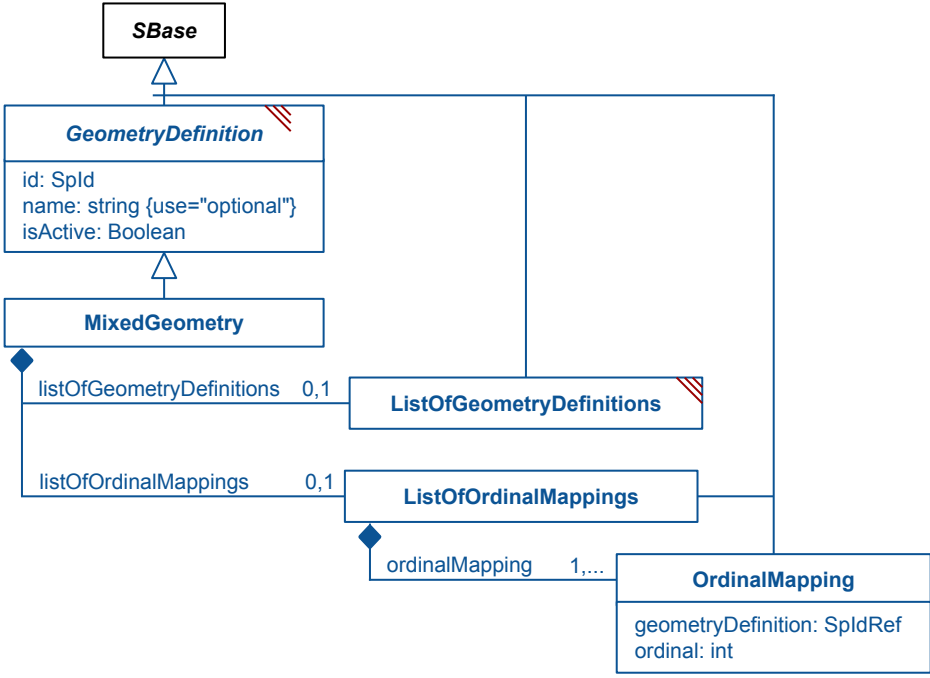 SBase
GeometryDefinition
id: SpId
name: string {use="optional"}
isActive: Boolean
MixedGeometry
listOfGeometryDefinitions 0,1
ListOfGeometryDefinitions
listOfOrdinalMappings 0,1
ListOfOrdinalMappings
ordinalMapping 1,...
OrdinalMapping
geometryDefinition: SpIdRef
ordinal: int